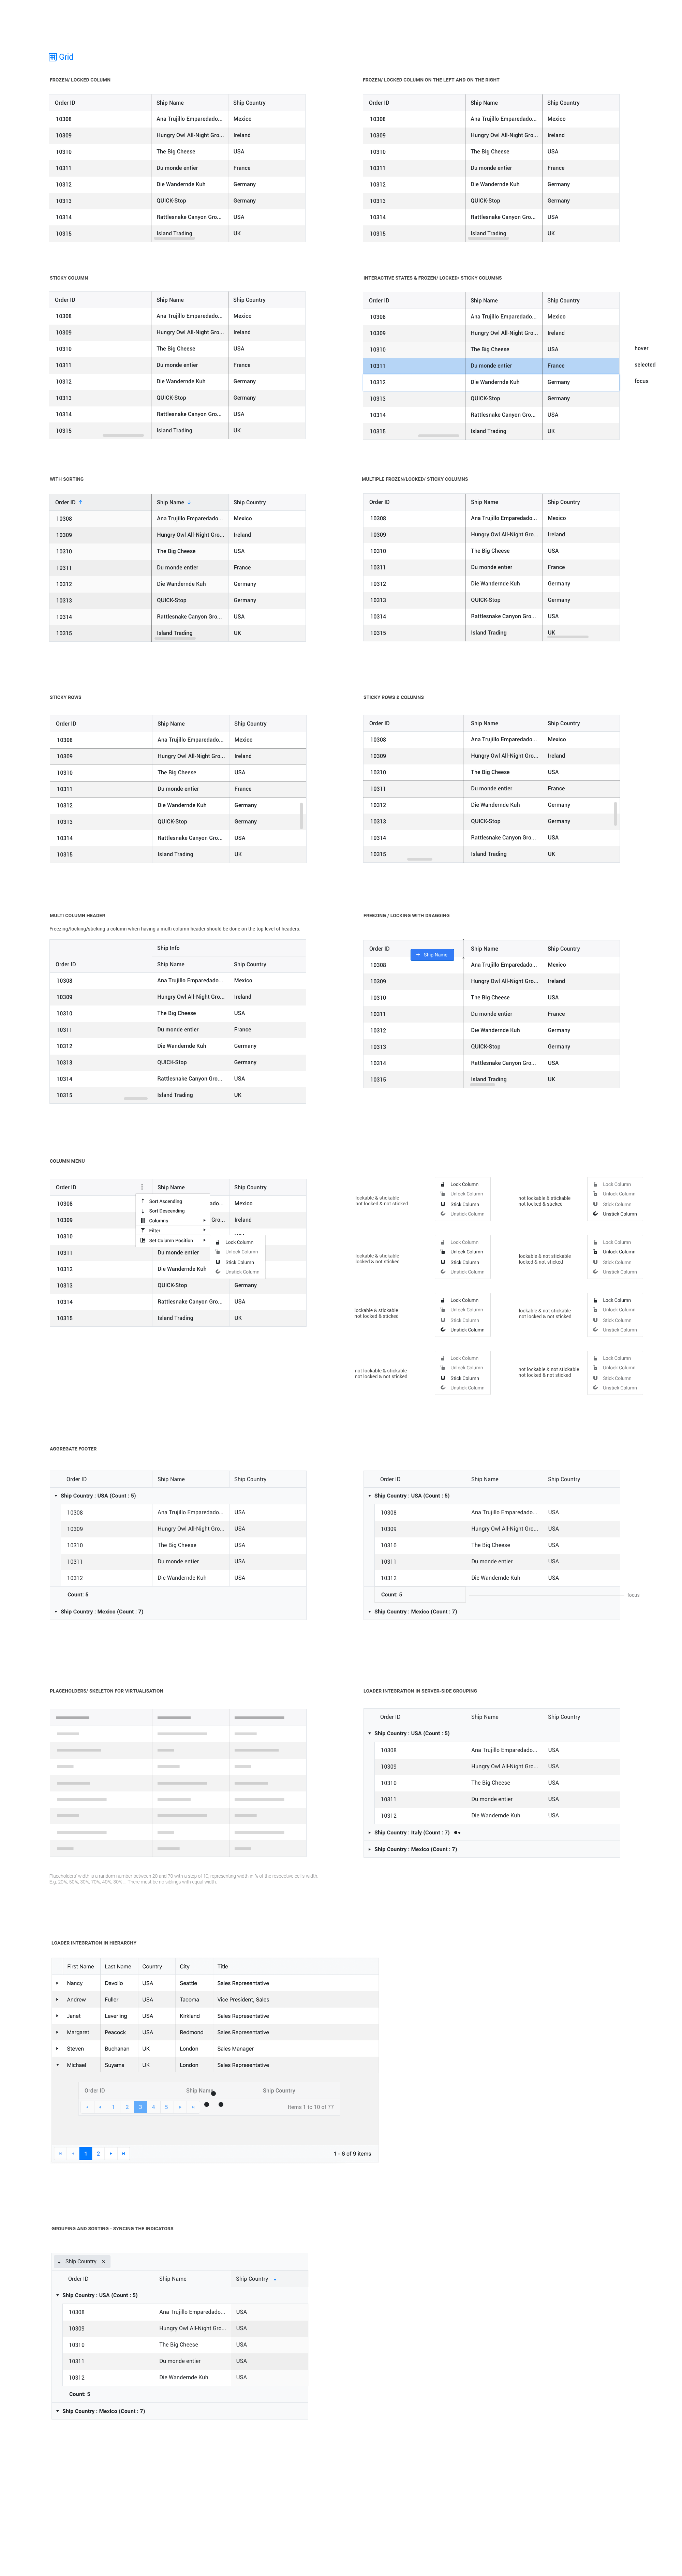 Grid
FROZEN/ LOCKED COLUMN
Order ID Ship Name Ship Country
10308 Ana Trujillo Emparedado... Mexico
10309 Hungry Owl All-Night Gro... Ireland
10310 The Big Cheese USA
10311 Du monde entier France
10312 Die Wandernde Kuh Germany
10313 QUICK-Stop Germany
10314 Rattlesnake Canyon Gro... USA
10315 Island Trading UK
FROZEN/ LOCKED COLUMN ON THE LEFT AND ON THE RIGHT
Order ID Ship Name Ship Country
10308 Ana Trujillo Emparedado... Mexico
10309 Hungry Owl All-Night Gro... Ireland
10310 The Big Cheese USA
10311 Du monde entier France
10312 Die Wandernde Kuh Germany
10313 QUICK-Stop Germany
10314 Rattlesnake Canyon Gro... USA
10315 Island Trading UK
STICKY COLUMN
Order ID Ship Name Ship Country
10308 Ana Trujillo Emparedado... Mexico
10309 Hungry Owl All-Night Gro... Ireland
10310 The Big Cheese USA
10311 Du monde entier France
10312 Die Wandernde Kuh Germany
10313 QUICK-Stop Germany
10314 Rattlesnake Canyon Gro... USA
10315 Island Trading UK
INTERACTIVE STATES & FROZEN/ LOCKED/ STICKY COLUMNS
Order ID Ship Name Ship Country
10308 Ana Trujillo Emparedado... Mexico
10309 Hungry Owl All-Night Gro... Ireland
10310 The Big Cheese USA hover
10311 Du monde entier France selected
10312 Die Wandernde Kuh Germany focus
10313 QUICK-Stop Germany
10314 Rattlesnake Canyon Gro... USA
10315 Island Trading UK
WITH SORTING
Order ID Ship Name Ship Country
10308 Ana Trujillo Emparedado... Mexico
10309 Hungry Owl All-Night Gro... Ireland
10310 The Big Cheese USA
10311 Du monde entier France
10312 Die Wandernde Kuh Germany
10313 QUICK-Stop Germany
10314 Rattlesnake Canyon Gro... USA
10315 Island Trading UK
MULTIPLE FROZEN/LOCKED/ STICKY COLUMNS
Order ID Ship Name Ship Country
10308 Ana Trujillo Emparedado... Mexico
10309 Hungry Owl All-Night Gro... Ireland
10310 The Big Cheese USA
10311 Du monde entier France
10312 Die Wandernde Kuh Germany
10313 QUICK-Stop Germany
10314 Rattlesnake Canyon Gro... USA
10315 Island Trading UK
STICKY ROWS
Order ID Ship Name Ship Country
10308 Ana Trujillo Emparedado... Mexico
10309 Hungry Owl All-Night Gro... Ireland
10310 The Big Cheese USA
10311 Du monde entier France
10312 Die Wandernde Kuh Germany
10313 QUICK-Stop Germany
10314 Rattlesnake Canyon Gro... USA
10315 Island Trading UK
STICKY ROWS & COLUMNS
Order ID Ship Name Ship Country
10308 Ana Trujillo Emparedado... Mexico
10309 Hungry Owl All-Night Gro... Ireland
10310 The Big Cheese USA
10311 Du monde entier France
10312 Die Wandernde Kuh Germany
10313 QUICK-Stop Germany
10314 Rattlesnake Canyon Gro... USA
10315 Island Trading UK
MULTI COLUMN HEADER
Freezing/locking/sticking a column when having a multi column header should be done on the top level of headers.
Ship Info
Order ID Ship Name Ship Country
10308 Ana Trujillo Emparedado... Mexico
10309 Hungry Owl All-Night Gro... Ireland
10310 The Big Cheese USA
10311 Du monde entier France
10312 Die Wandernde Kuh Germany
10313 QUICK-Stop Germany
10314 Rattlesnake Canyon Gro... USA
10315 Island Trading UK
FREEZING / LOCKING WITH DRAGGING
Order ID Ship Name Ship Country
Ship Name
10308 Ana Trujillo Emparedado... Mexico
10309 Hungry Owl All-Night Gro... Ireland
10310 The Big Cheese USA
10311 Du monde entier France
10312 Die Wandernde Kuh Germany
10313 QUICK-Stop Germany
10314 Rattlesnake Canyon Gro... USA
10315 Island Trading UK
COLUMN MENU
Order ID Ship Name Ship Country
10308 ado... Mexico
10309 Gro... Ireland
10310
10311 Du monde entier
10312 Die Wandernde Kuh
10313 QUICK-Stop Germany
10314 Rattlesnake Canyon Gro... USA
10315 Island Trading UK
Sort Ascending
Sort Descending
Columns
Filter
Set Column Position
Lock Column
Unlock Column
Stick Column
Unstick Column
lockable & stickable
not locked & not sticked
Lock Column
Unlock Column
Stick Column
Unstick Column
not lockable & stickable
not locked & sticked
Lock Column
Unlock Column
Stick Column
Unstick Column
lockable & stickable
locked & not sticked
Lock Column
Unlock Column
Stick Column
Unstick Column
lockable & not stickable
locked & not sticked
Lock Column
Unlock Column
Stick Column
Unstick Column
lockable & stickable
not locked & sticked
Lock Column
Unlock Column
Stick Column
Unstick Column
lockable & not stickable
not locked & not sticked
Lock Column
Unlock Column
Stick Column
Unstick Column
not lockable & stickable
not locked & not sticked
Lock Column
Unlock Column
Stick Column
Unstick Column
not lockable & not stickable
not locked & not sticked
Lock Column
Unlock Column
Stick Column
Unstick Column
AGGREGATE FOOTER
Order ID Ship Name Ship Country
Ship Country : USA (Count : 5)
10308 Ana Trujillo Emparedado... USA
10309 Hungry Owl All-Night Gro... USA
10310 The Big Cheese USA
10311 Du monde entier USA
10312 Die Wandernde Kuh USA
Count: 5
Ship Country : Mexico (Count : 7)
Order ID Ship Name Ship Country
Ship Country : USA (Count : 5)
10308 Ana Trujillo Emparedado... USA
10309 Hungry Owl All-Night Gro... USA
10310 The Big Cheese USA
10311 Du monde entier USA
10312 Die Wandernde Kuh USA
Count: 5 focus
Ship Country : Mexico (Count : 7)
PLACEHOLDERS/ SKELETON FOR VIRTUALISATION
Placeholders' width is a random number between 20 and 70 with a step of 10, representing width in % of the respective cell's width.
E.g. 20%, 60%, 30%, 70%, 40%, 50% ... There must be no siblings with equal width
LOADER INTEGRATION IN SERVER-SIDE GROUPING
Order ID Ship Name Ship Country
Ship Country : USA (Count : 5)
10308 Ana Trujillo Emparedado... USA
10309 Hungry Owl All-Night Gro... USA
10310 The Big Cheese USA
10311 Du monde entier USA
10312 Die Wandernde Kuh USA
Ship Country : Italy (Count : 7)
Ship Country : Mexico (Count : 7)
LOADER INTEGRATION IN HIERARCHY
First Name Last Name Country City Title
Nancy Davolio USA Seattle Sales Representative
Andrew Fuller USA Tacoma Vice President, Sales
Janet Leverling USA Kirkland Sales Representative
Margaret Peacock USA Redmond Sales Representative
Steven Buchanan UK London Sales Manager
Michael Suyama UK London Sales Representative
Order ID Ship Name Ship Country
1 2 3 4 5 Items 1 to 10 of 77
1 2 1 - 6 of 9 items
GROUPING AND SORTING - SYNCING THE INDICATORS
Ship Country
Order ID Ship Name Ship Country
Ship Country : USA (Count : 5)
10308 Ana Trujillo Emparedado... USA
10309 Hungry Owl All-Night Gro... USA
10310 The Big Cheese USA
10311 Du monde entier USA
10312 Die Wandernde Kuh USA
Count: 5
Ship Country : Mexico (Count : 7)